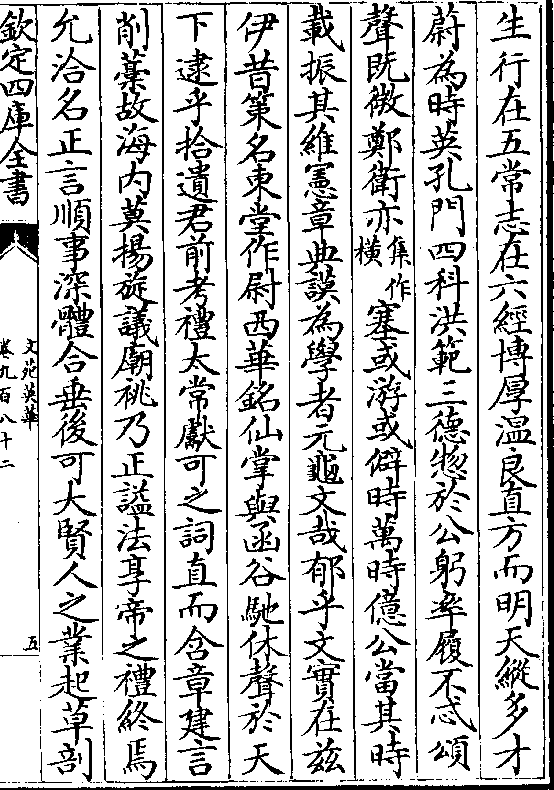 生行在五常志在六經博厚溫良直方而明天縱多才
蔚為時英孔門四科洪範三德惣於公躬率履不忒頌
聲既微鄭衛亦集作橫塞或游或僻時萬時億公當其時
載振其維憲章典謨為學者元龜文哉郁乎文實在茲
伊昔第名東堂作尉西華銘仙掌與函谷馳休聲於天
下逮乎拾遺君前考禮太常獻可之詞直而含章建言
削藁故海内莫揚旋議廟祧乃正諡法享帝之禮終焉
允洽名正言順事深體合垂後可大賢人之業起草剖
欽定四庫全書
文苑英華
卷九百八十二
五